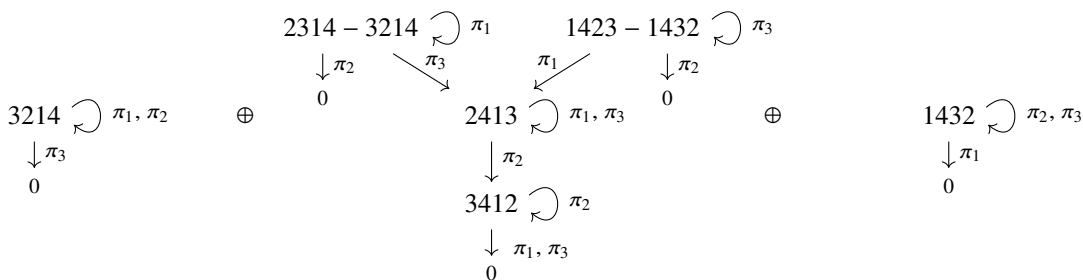 2314 − 3214 π₁ 1423 − 1432 π₃
π₂ π₃ π₁ π₂
0 0
3214 π₁, π₂ ⊕ 2413 π₁, π₃ ⊕ 1432 π₂, π₃
π₃ π₂ π₁
0 0
3412 π₂
π₁, π₃
0